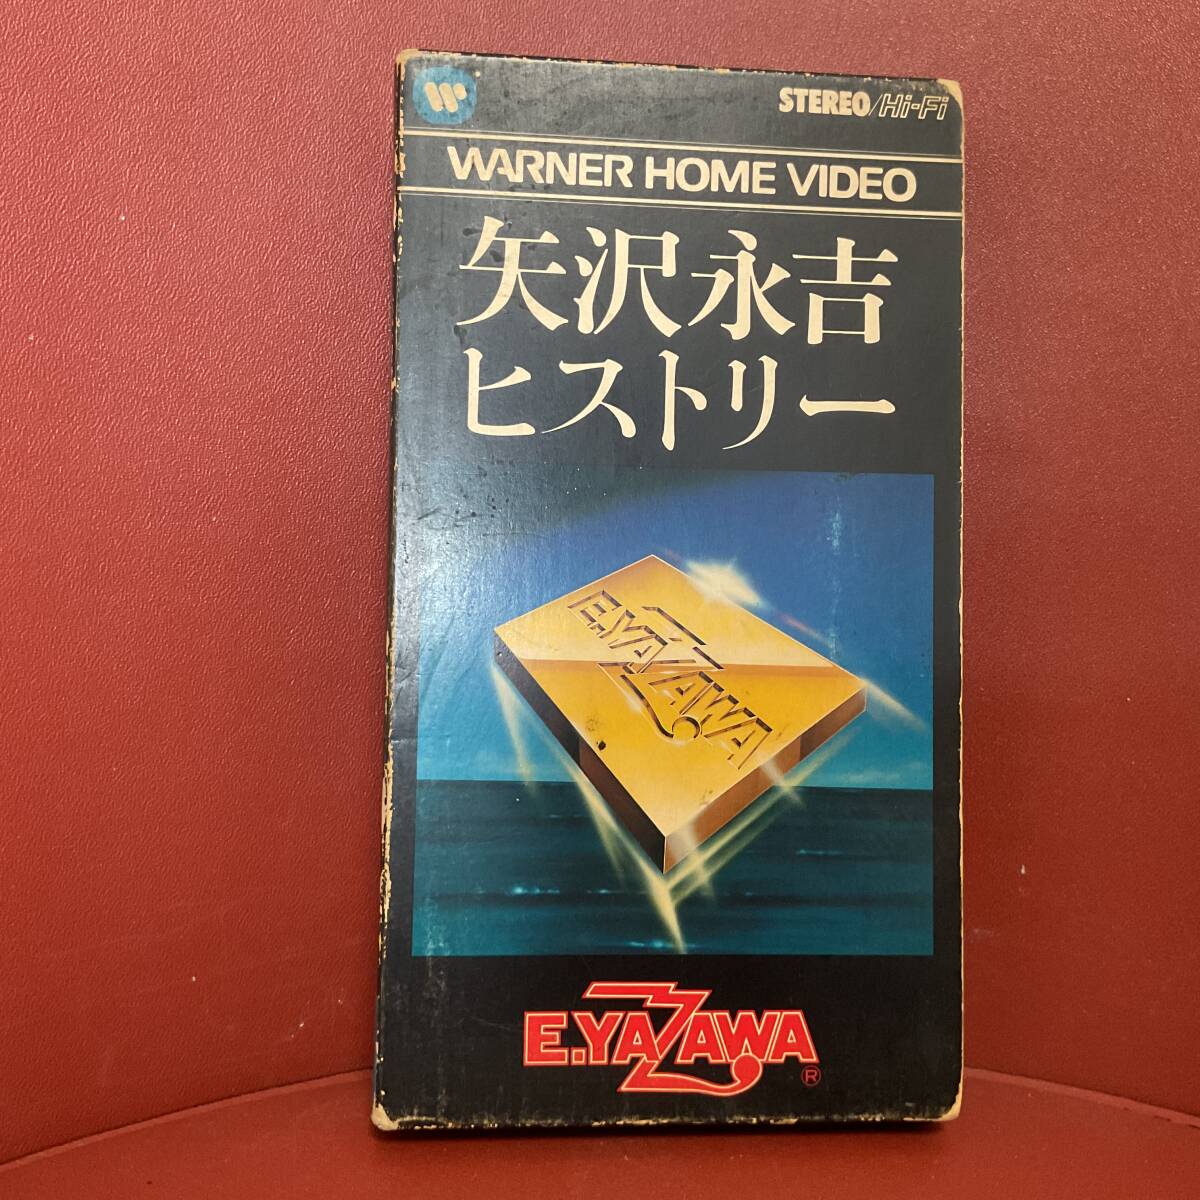 STEREO/Hi-Fi
WARNER HOME VIDEO
矢沢永吉
ヒストリー
E.YAZAWA
E.YAZAWA®